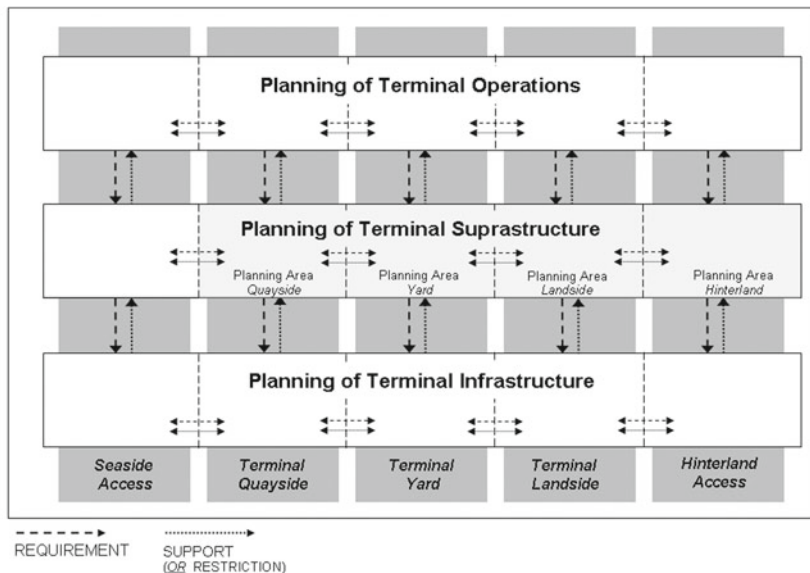 Planning of Terminal Operations
Planning of Terminal Suprastructure
Planning Area
Quayside
Planning Area
Yard
Planning Area
Landside
Planning Area
Hinterland
Planning of Terminal Infrastructure
Seaside
Access
Terminal
Quayside
Terminal
Yard
Terminal
Landside
Hinterland
Access
REQUIREMENT
SUPPORT
(OR RESTRICTION)